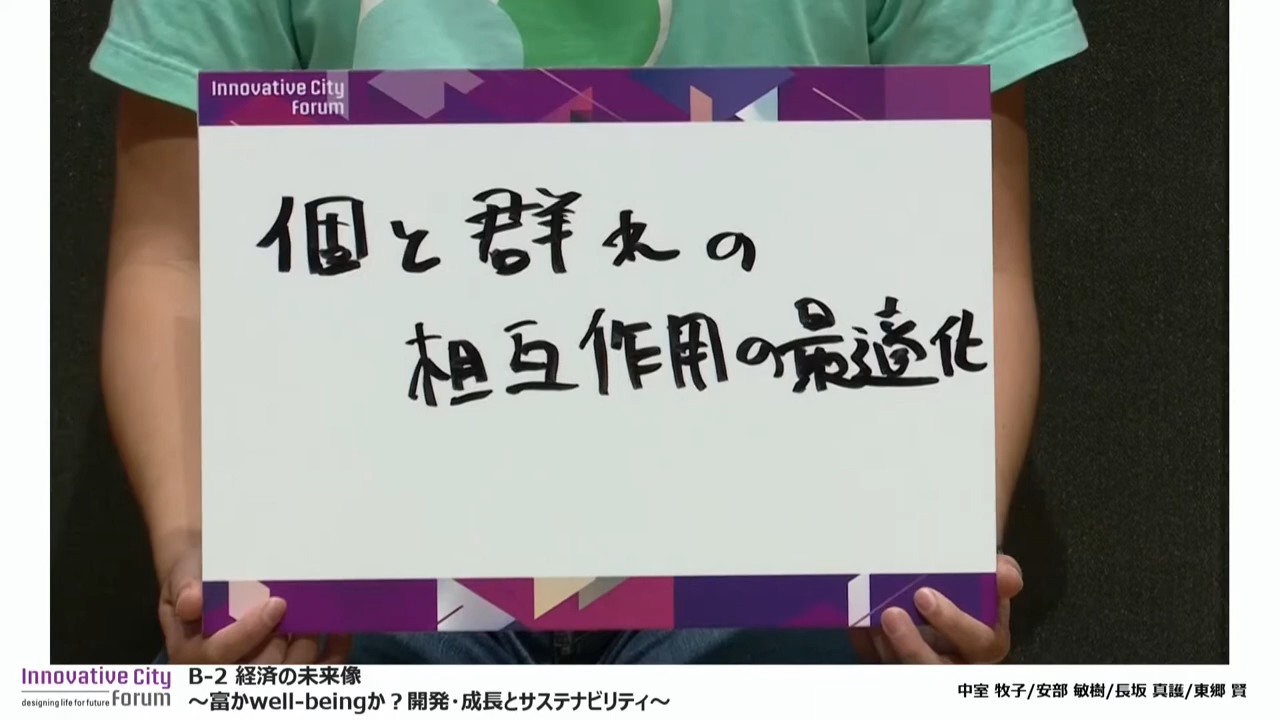 Innovative City
Forum
個と群れの
相互作用の最適化
Innovative City
Forum
designing life for future
B-2 経済の未来像
～富かwell-beingか？開発・成長とサステナビリティ～
中室 牧子/安部 敏樹/長坂 真護/東郷 賢